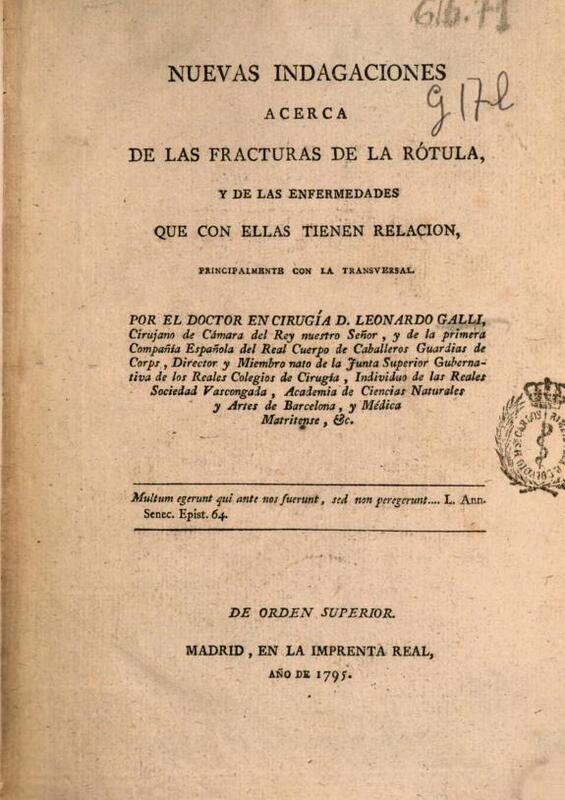 616.71
G 172
NUEVAS INDAGACIONES
ACERCA
DE LAS FRACTURAS DE LA RÓTULA,
Y DE LAS ENFERMEDADES
QUE CON ELLAS TIENEN RELACION,
PRINCIPALMENTE CON LA TRANSVERSAL.
POR EL DOCTOR EN CIRUGÍA D. LEONARDO GALLI,
Cirujano de Cámara del Rey nuestro Señor, y de la primera
Compañía Española del Real Cuerpo de Caballeros Guardias de
Corps, Director y Miembro nato de la Junta Superior Guberna-
tiva de los Reales Colegios de Cirugía, Individuo de las Reales
Sociedad Vascongada, Academia de Ciencias Naturales
y Artes de Barcelona, y Médica
Matritense, &c.
Multum egerunt qui ante nos fuerunt, sed non peregerunt.... L. Ann.
Senec. Epist. 64.
DE ORDEN SUPERIOR.
MADRID, EN LA IMPRENTA REAL,
AÑO DE 1795.